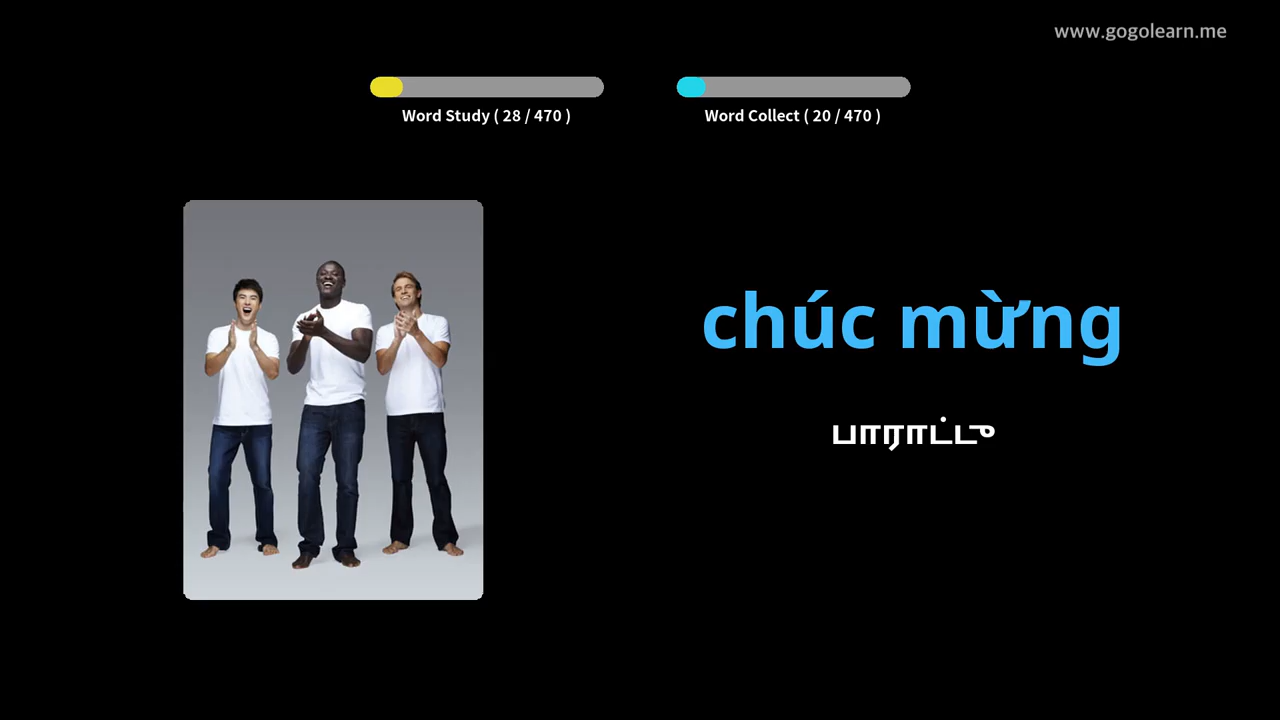 www.gogolearn.me
Word Study ( 28 / 470 )
Word Collect ( 20 / 470 )
chúc mừng
பாராட்டு